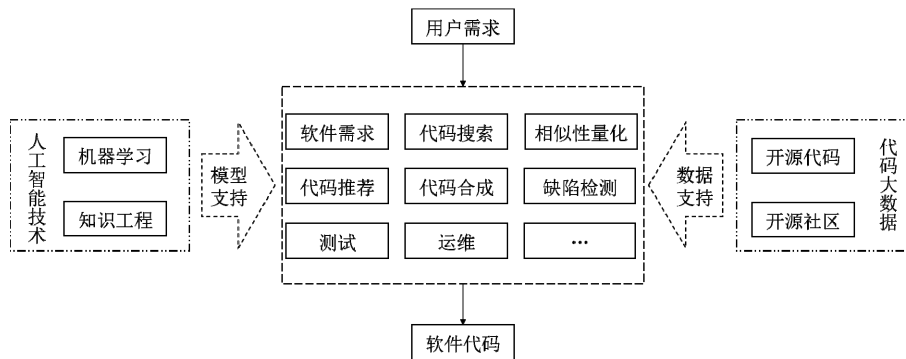 用户需求
人工智能技术
机器学习
知识工程
模型
支持
软件需求
代码搜索
相似性量化
代码推荐
代码合成
缺陷检测
测试
运维
…
数据
支持
开源代码
开源社区
代码大数据
软件代码